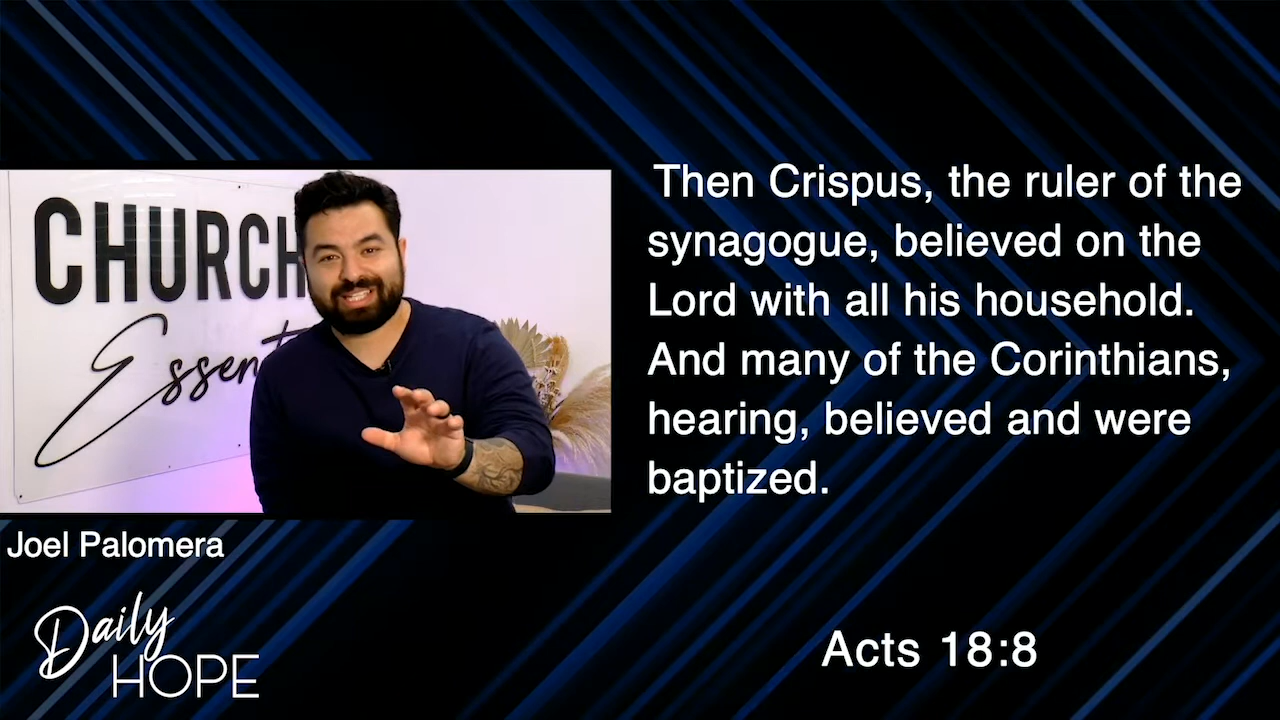 CHURCH
Essent
Joel Palomera
Daily
HOPE
Then Crispus, the ruler of the
synagogue, believed on the
Lord with all his household.
And many of the Corinthians,
hearing, believed and were
baptized.
Acts 18:8